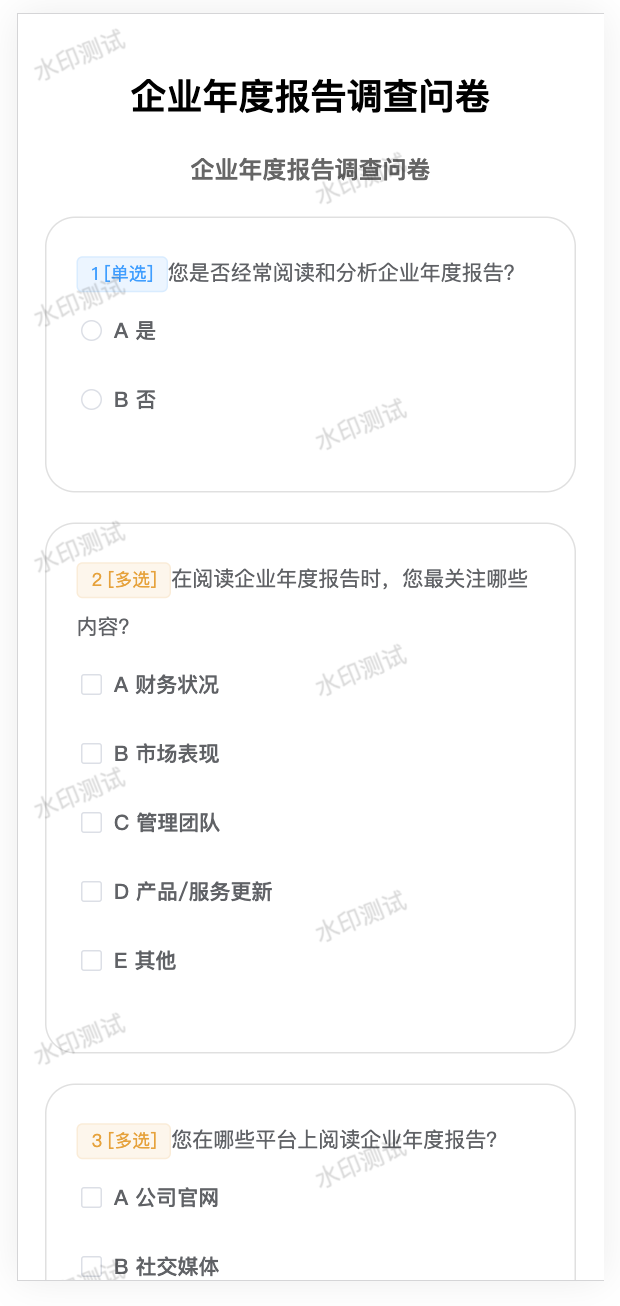 水印测试
企业年度报告调查问卷
企业年度报告调查问卷
水印测试
1 [单选] 您是否经常阅读和分析企业年度报告?
水印测试
A 是
B 否
水印测试
水印测试
2 [多选] 在阅读企业年度报告时，您最关注哪些
内容?
A 财务状况
水印测试
B 市场表现
水印测试
C 管理团队
D 产品/服务更新
水印测试
E 其他
水印测试
3 [多选] 您在哪些平台上阅读企业年度报告?
水印测试
A 公司官网
B 社交媒体
水印测试